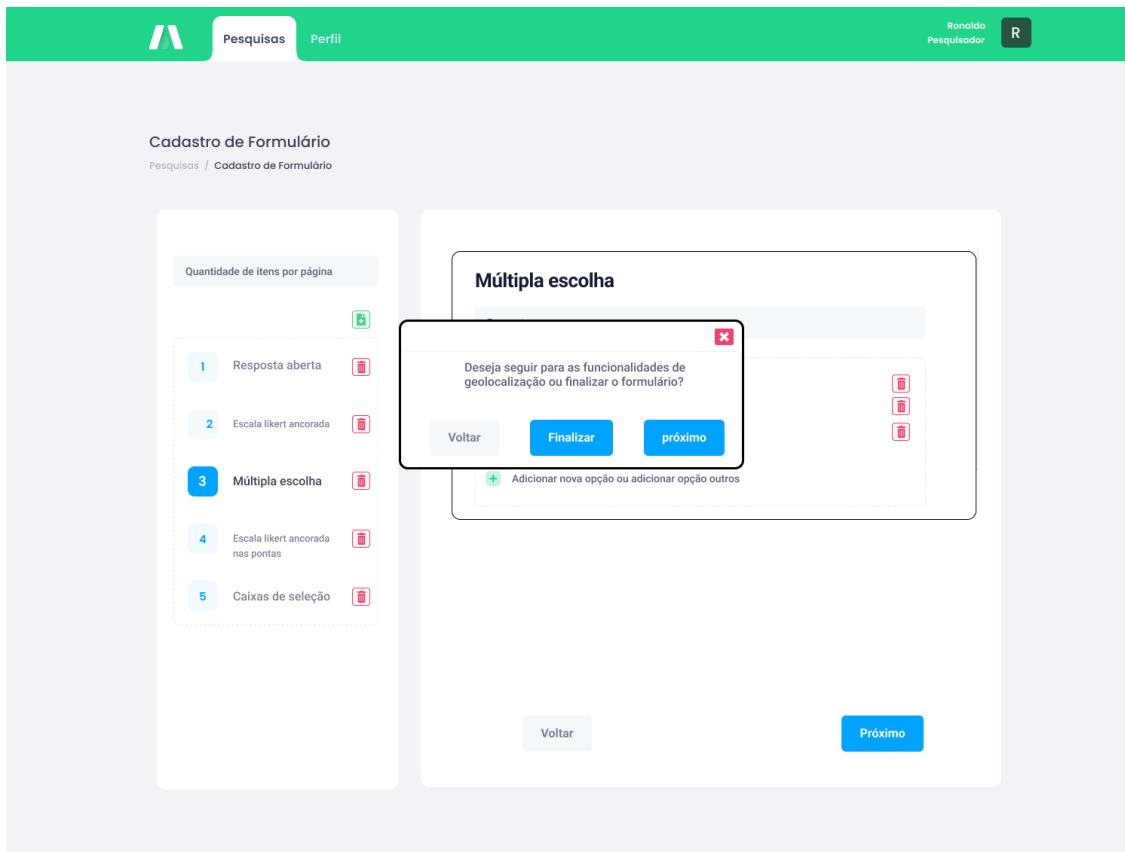 Pesquisas
Perfil
Ronaldo
Pesquisador
R
Cadastro de Formulário
Pesquisas / Cadastro de Formulário
Quantidade de itens por página
1 Resposta aberta
2 Escala likert ancorada
3 Múltipla escolha
4 Escala likert ancorada
nas pontas
5 Caixas de seleção
Múltipla escolha
Deseja seguir para as funcionalidades de
geolocalização ou finalizar o formulário?
Voltar
Finalizar
próximo
Adicionar nova opção ou adicionar opção outros
Voltar
Próximo